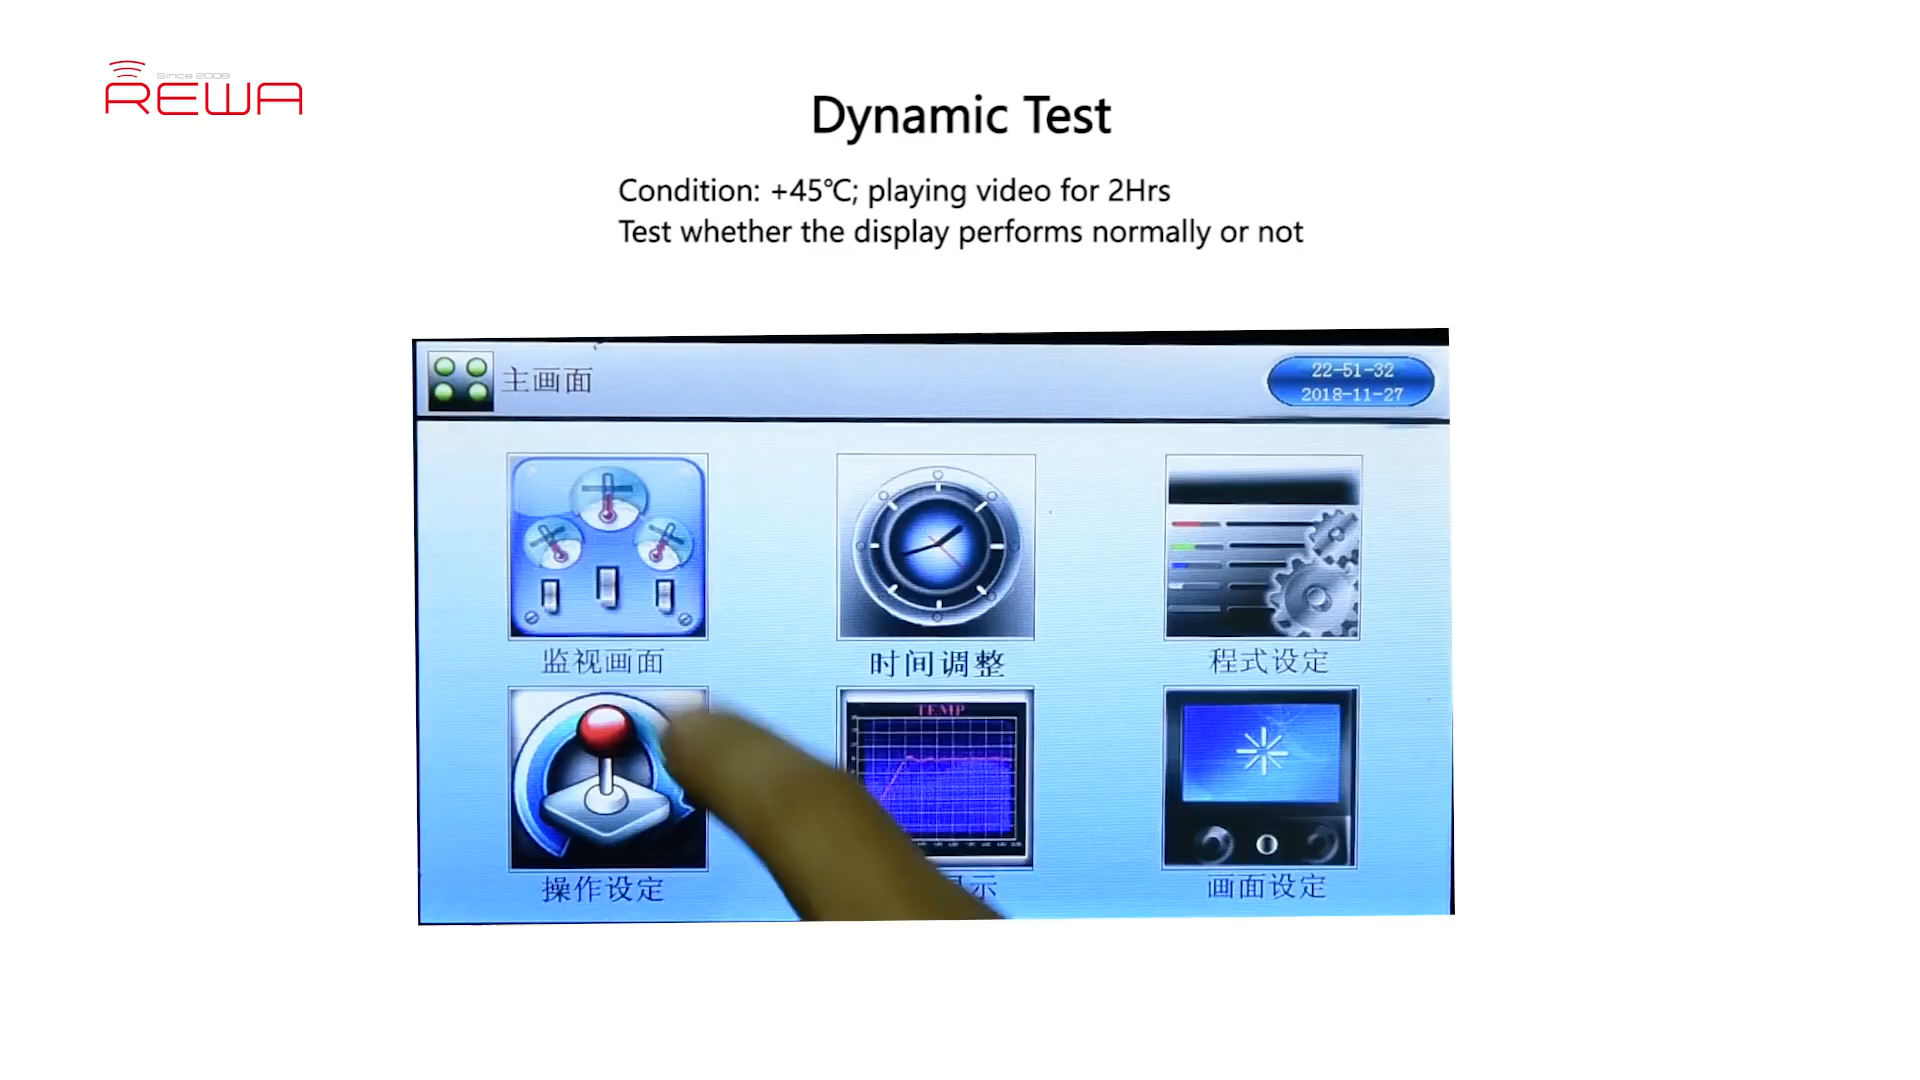 Since 2008
REWA
Dynamic Test
Condition: +45℃; playing video for 2Hrs
Test whether the display performs normally or not
主画面
22-51-32
2018-11-27
监视画面
时间调整
程式设定
TEMP
操作设定
示
画面设定